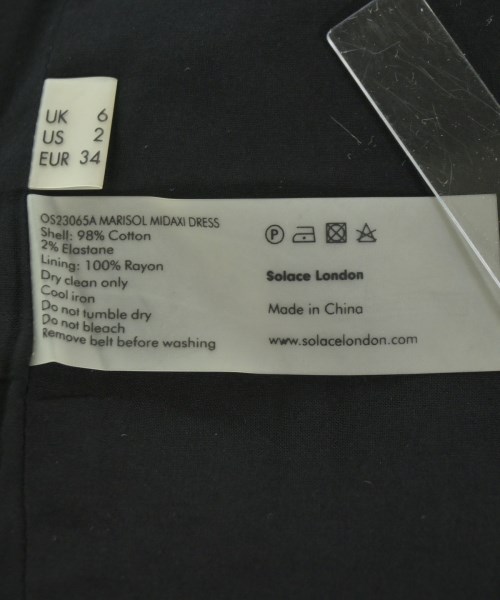 UK 6
US 2
EUR 34
OS23065A MARISOL MIDAXI DRESS
Shell: 98% Cotton
2% Elastane
Lining: 100% Rayon
Dry clean only
Cool iron
Do not tumble dry
Do not bleach
Remove belt before washing
P
Solace London
Made in China
www.solacelondon.com